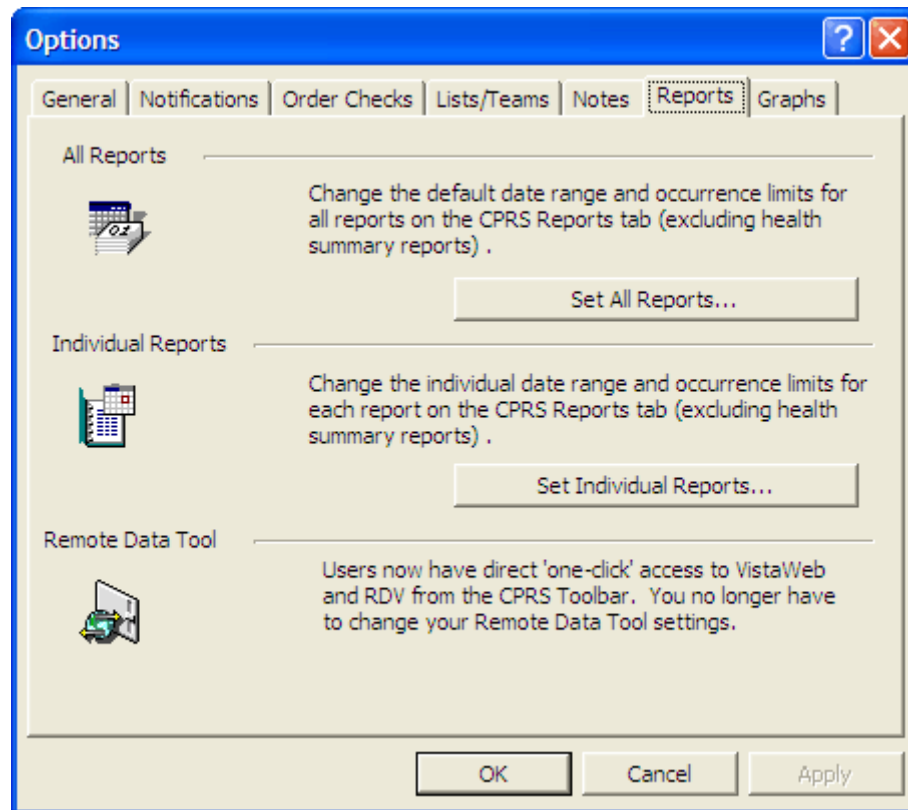 Options
General
Notifications
Order Checks
Lists/Teams
Notes
Reports
Graphs
All Reports
Change the default date range and occurrence limits for
all reports on the CPRS Reports tab (excluding health
summary reports) .
Set All Reports...
Individual Reports
Change the individual date range and occurrence limits for
each report on the CPRS Reports tab (excluding health
summary reports) .
Set Individual Reports...
Remote Data Tool
Users now have direct 'one-click' access to VistaWeb
and RDV from the CPRS Toolbar. You no longer have
to change your Remote Data Tool settings.
OK
Cancel
Apply